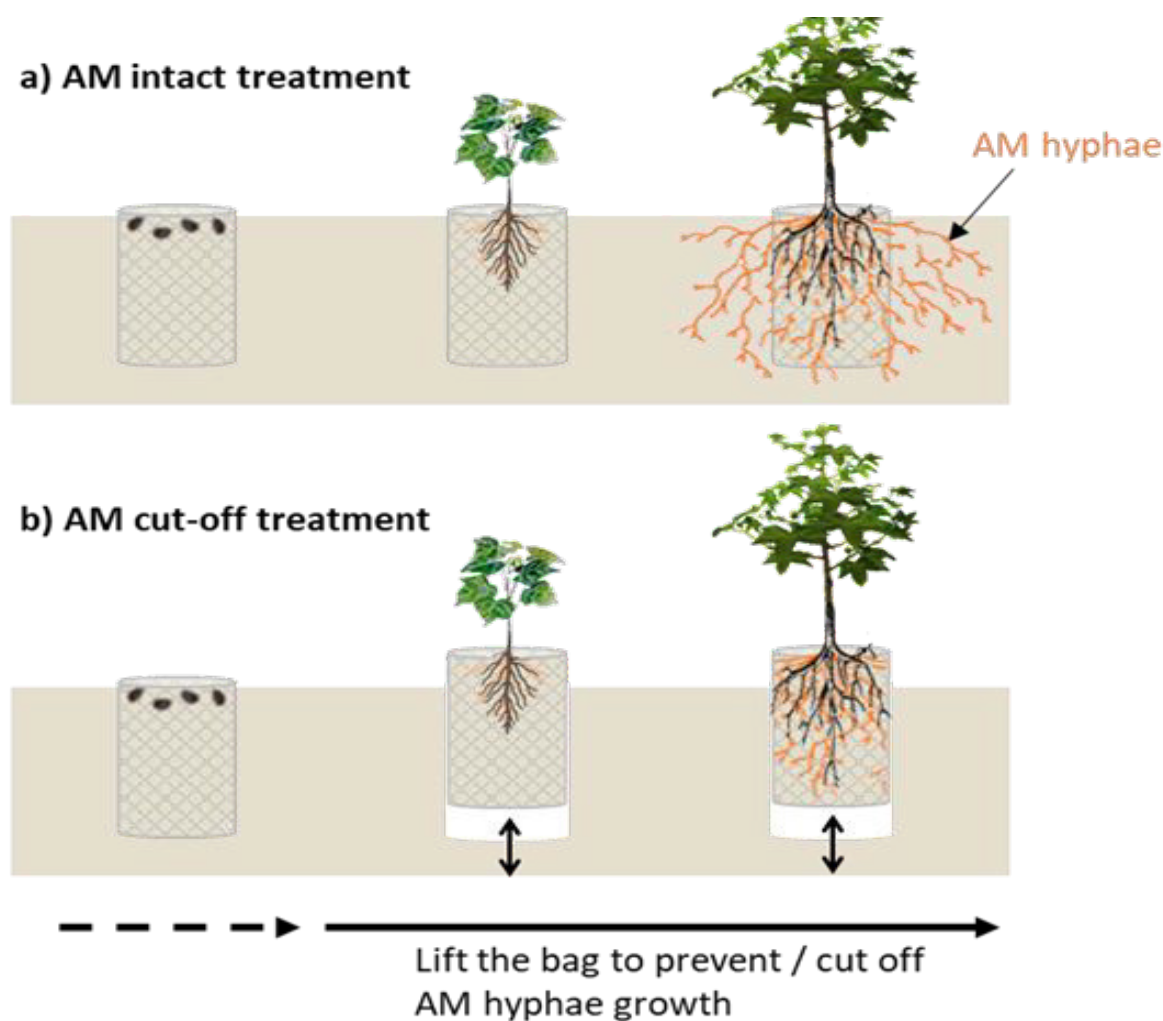 a) AM intact treatment
AM hyphae
b) AM cut-off treatment
Lift the bag to prevent / cut off
AM hyphae growth